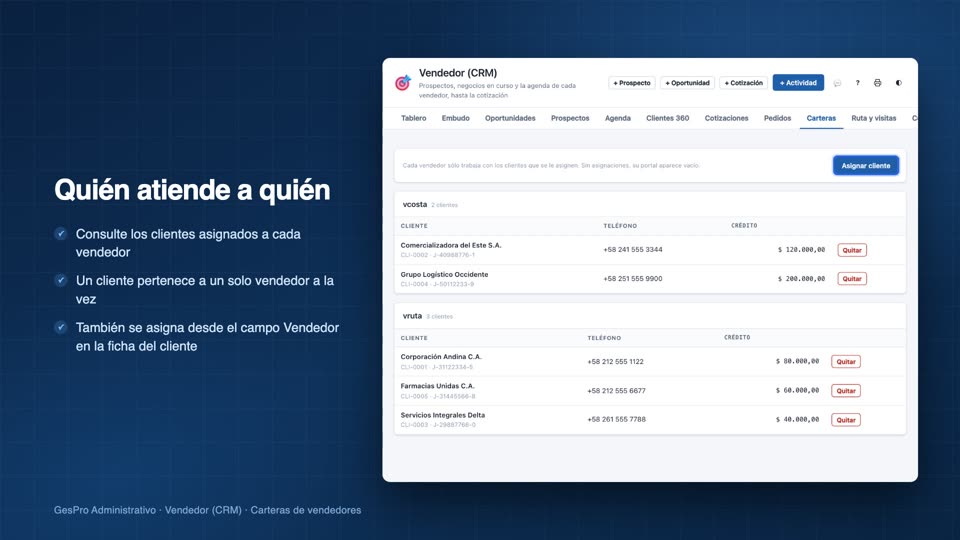 Quién atiende a quién
Consulte los clientes asignados a cada
vendedor
Un cliente pertenece a un solo vendedor a la
vez
También se asigna desde el campo Vendedor
en la ficha del cliente
GesPro Administrativo · Vendedor (CRM) · Carteras de vendedores
Vendedor (CRM)
Prospectos, negocios en curso y la agenda de cada
vendedor, hasta la cotización
+ Prospecto
+ Oportunidad
+ Cotización
+ Actividad
?
Tablero Embudo Oportunidades Prospectos Agenda Clientes 360 Cotizaciones Pedidos Carteras Ruta y visitas
Cada vendedor sólo trabaja con los clientes que se le asignen. Sin asignaciones, su portal aparece vacío.
Asignar cliente
vcosta 2 clientes
CLIENTE TELÉFONO CRÉDITO
Comercializadora del Este S.A. +58 241 555 3344 $ 120.000,00 Quitar
CLI-0002 · J-40988776-1
Grupo Logístico Occidente +58 251 555 9900 $ 200.000,00 Quitar
CLI-0004 · J-50112233-9
vruta 3 clientes
CLIENTE TELÉFONO CRÉDITO
Corporación Andina C.A. +58 212 555 1122 $ 80.000,00 Quitar
CLI-0001 · J-31122334-5
Farmacias Unidas C.A. +58 212 555 6677 $ 60.000,00 Quitar
CLI-0005 · J-31445566-8
Servicios Integrales Delta +58 261 555 7788 $ 40.000,00 Quitar
CLI-0003 · J-29887766-0